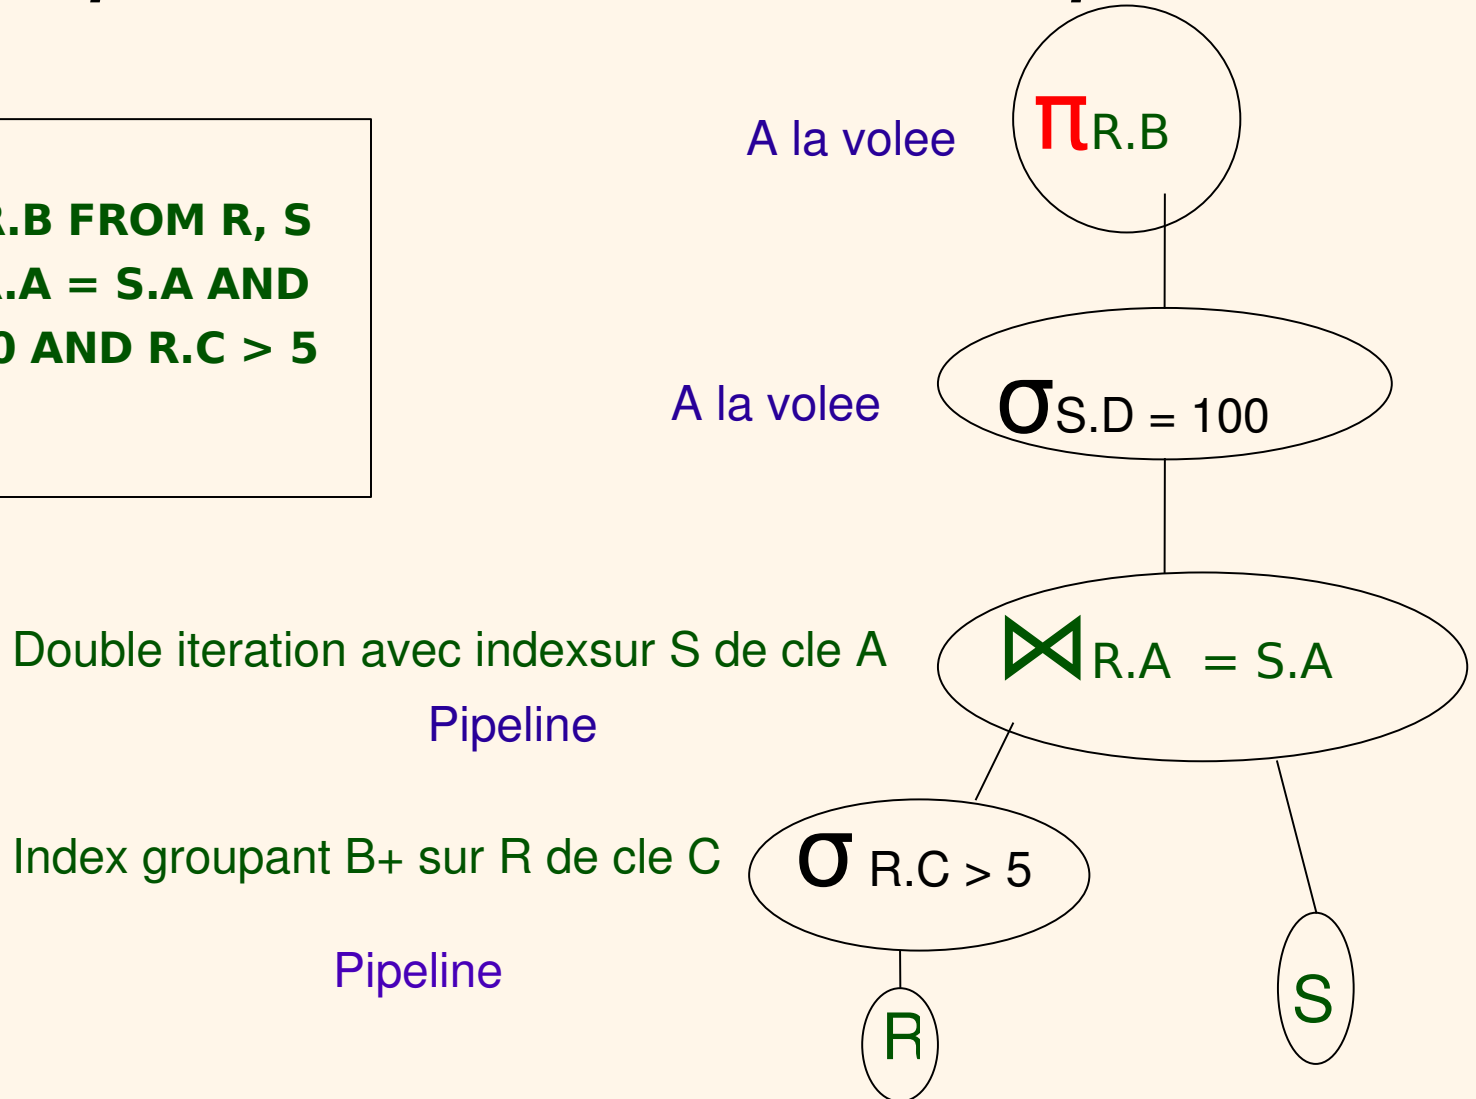 R.B FROM R, S
R.A = S.A AND
0 AND R.C > 5
A la volee
πR.B
A la volee
σS.D = 100
Double iteration avec indexsur S de cle A
⋈R.A = S.A
Pipeline
Index groupant B+ sur R de cle C
σ R.C > 5
Pipeline
R
S